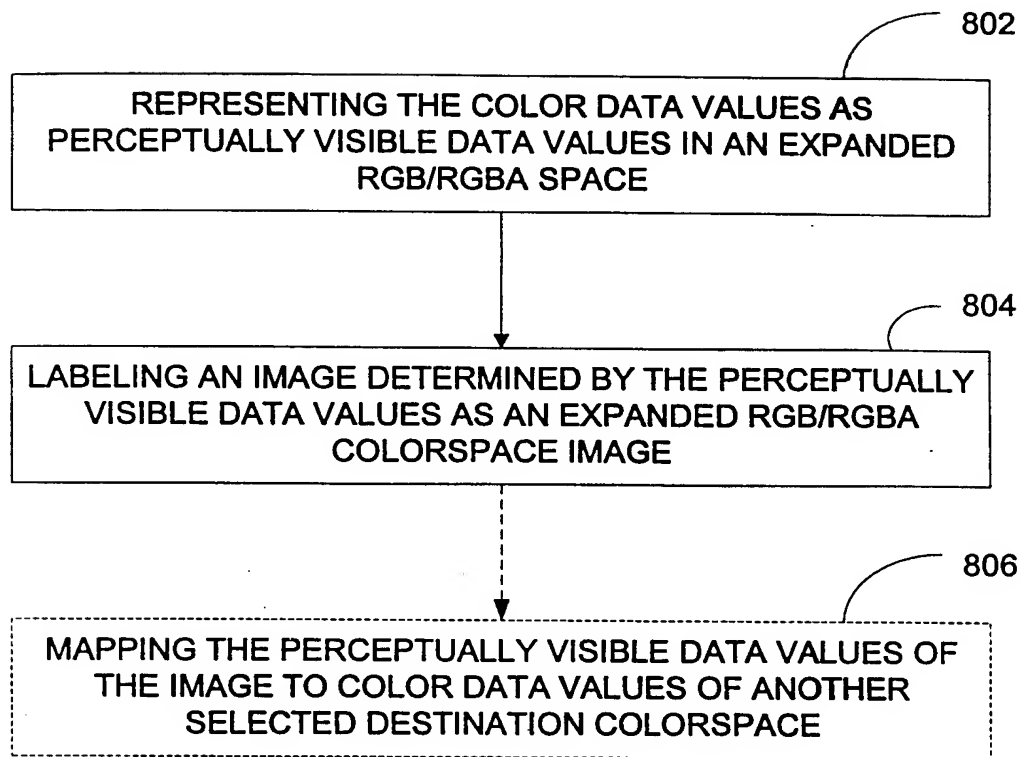 802
REPRESENTING THE COLOR DATA VALUES AS
PERCEPTUALLY VISIBLE DATA VALUES IN AN EXPANDED
RGB/RGBA SPACE
804
LABELING AN IMAGE DETERMINED BY THE PERCEPTUALLY
VISIBLE DATA VALUES AS AN EXPANDED RGB/RGBA
COLORSPACE IMAGE
806
MAPPING THE PERCEPTUALLY VISIBLE DATA VALUES OF
THE IMAGE TO COLOR DATA VALUES OF ANOTHER
SELECTED DESTINATION COLORSPACE